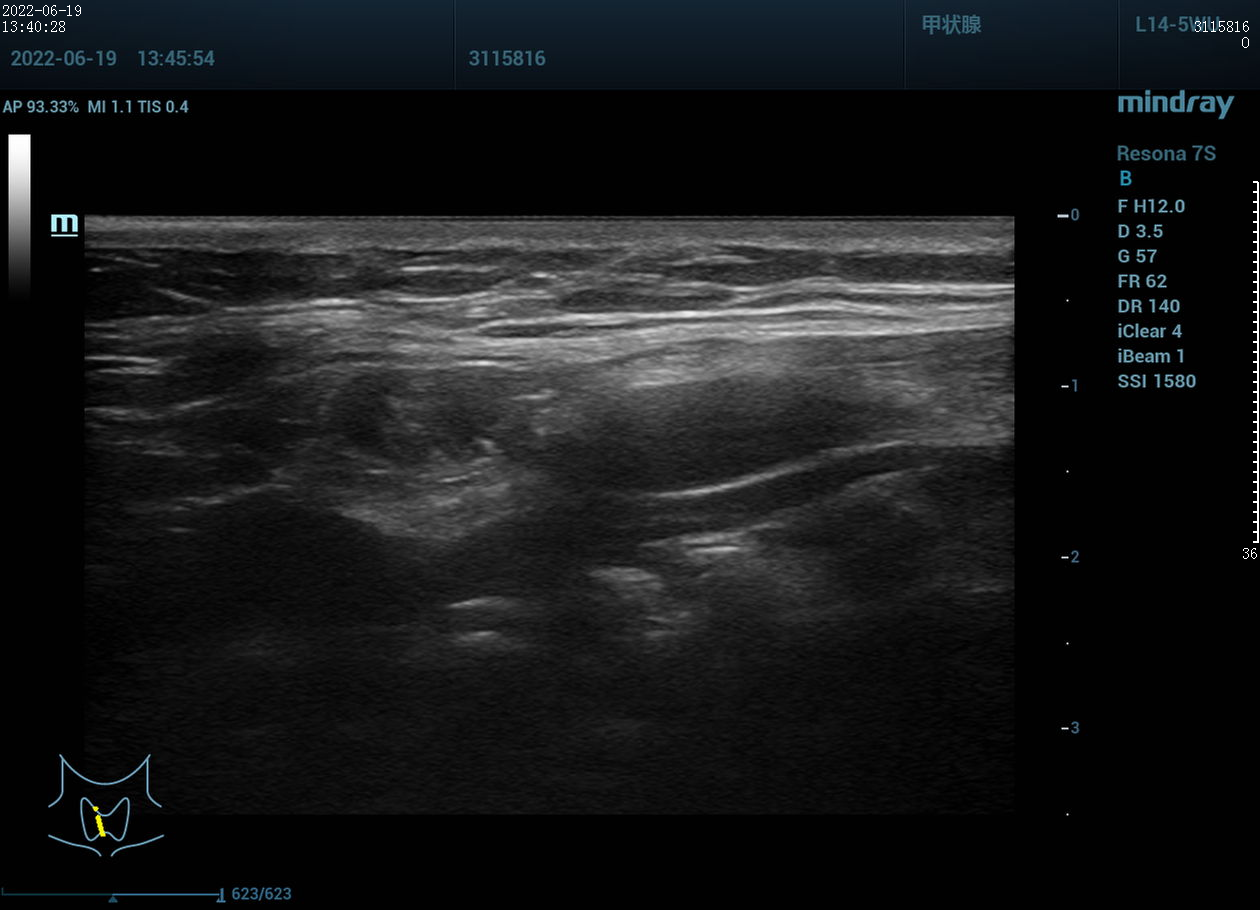 2022-06-19
13:40:28
甲状腺
3115816
0
2022-06-19 13:45:54
3115816
AP 93.33% MI 1.1 TIS 0.4
mindray
Resona 7S
B
m
F H12.0
0
D 3.5
G 57
FR 62
DR 140
iClear 4
iBeam 1
SSI 1580
1
2
36
3
623/623